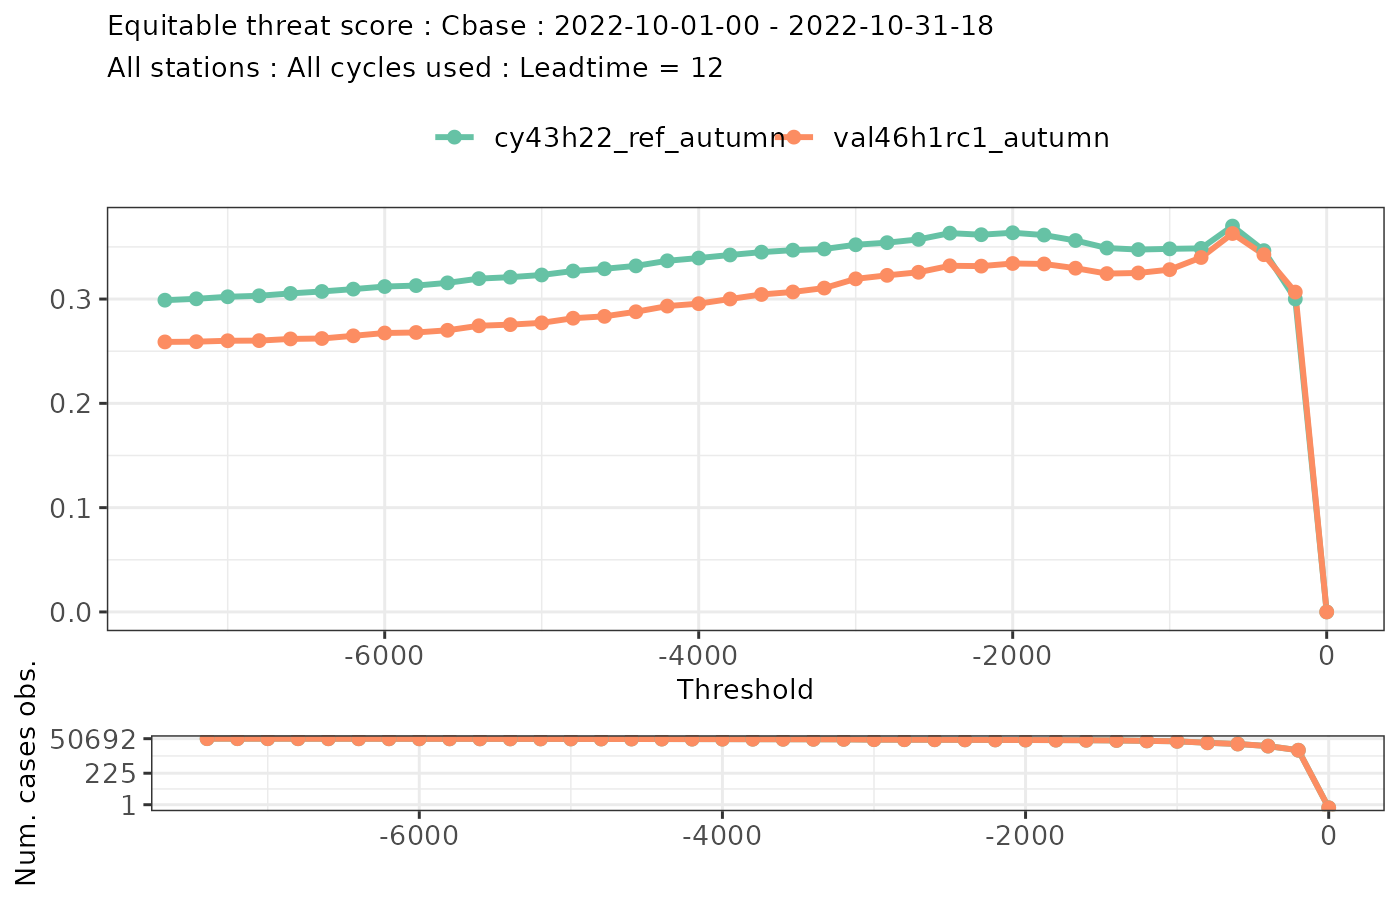 Equitable threat score : Cbase : 2022-10-01-00 - 2022-10-31-18
All stations : All cycles used : Leadtime = 12
cy43h22_ref_autumn val46h1rc1_autumn
0.3
0.2
0.1
0.0
-6000 -4000 -2000 0
Threshold
Num. cases obs.
50692
225
1
-6000 -4000 -2000 0